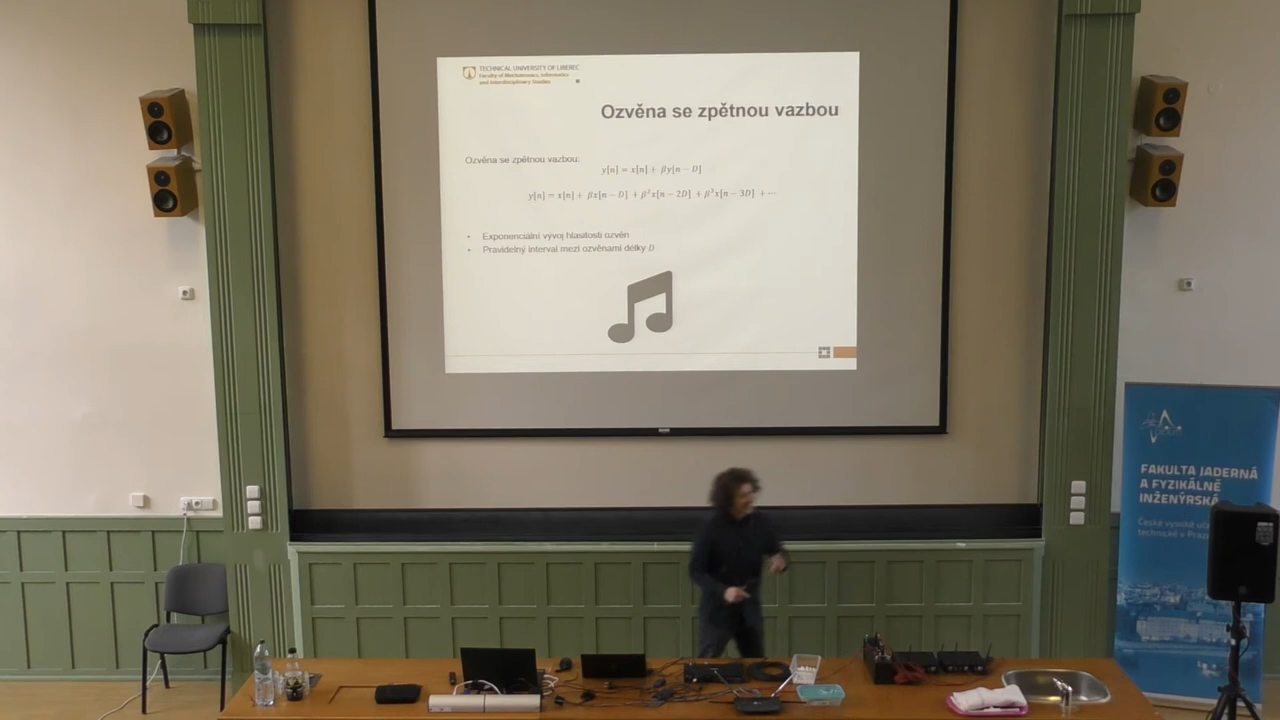 TECHNICAL UNIVERSITY OF LIBEREC
Faculty of Mechatronics, Informatics
and Interdisciplinary Studies
Ozvěna se zpětnou vazbou
Ozvěna se zpětnou vazbou:
y[n] = x[n] + βy[n − D]
y[n] = x[n] + βx[n − D] + β²x[n − 2D] + β³x[n − 3D] + ⋯
• Exponenciální vývoj hlasitosti ozvěn
• Pravidelný interval mezi ozvěnami délky D
FAKULTA JADERNÁ
A FYZIKÁLNĚ
INŽENÝRSKÁ
České vysoké
technické v